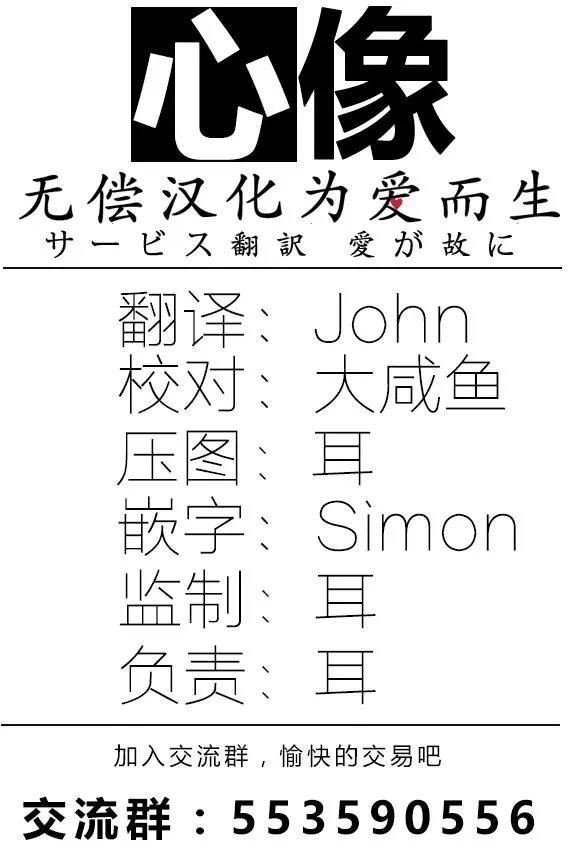 心像
无偿汉化为爱而生
サービス翻訳 愛が故に
翻译：John
校对：大咸鱼
压图：耳
嵌字：Simon
监制：耳
负责：耳
加入交流群，愉快的交易吧
交流群：553590556